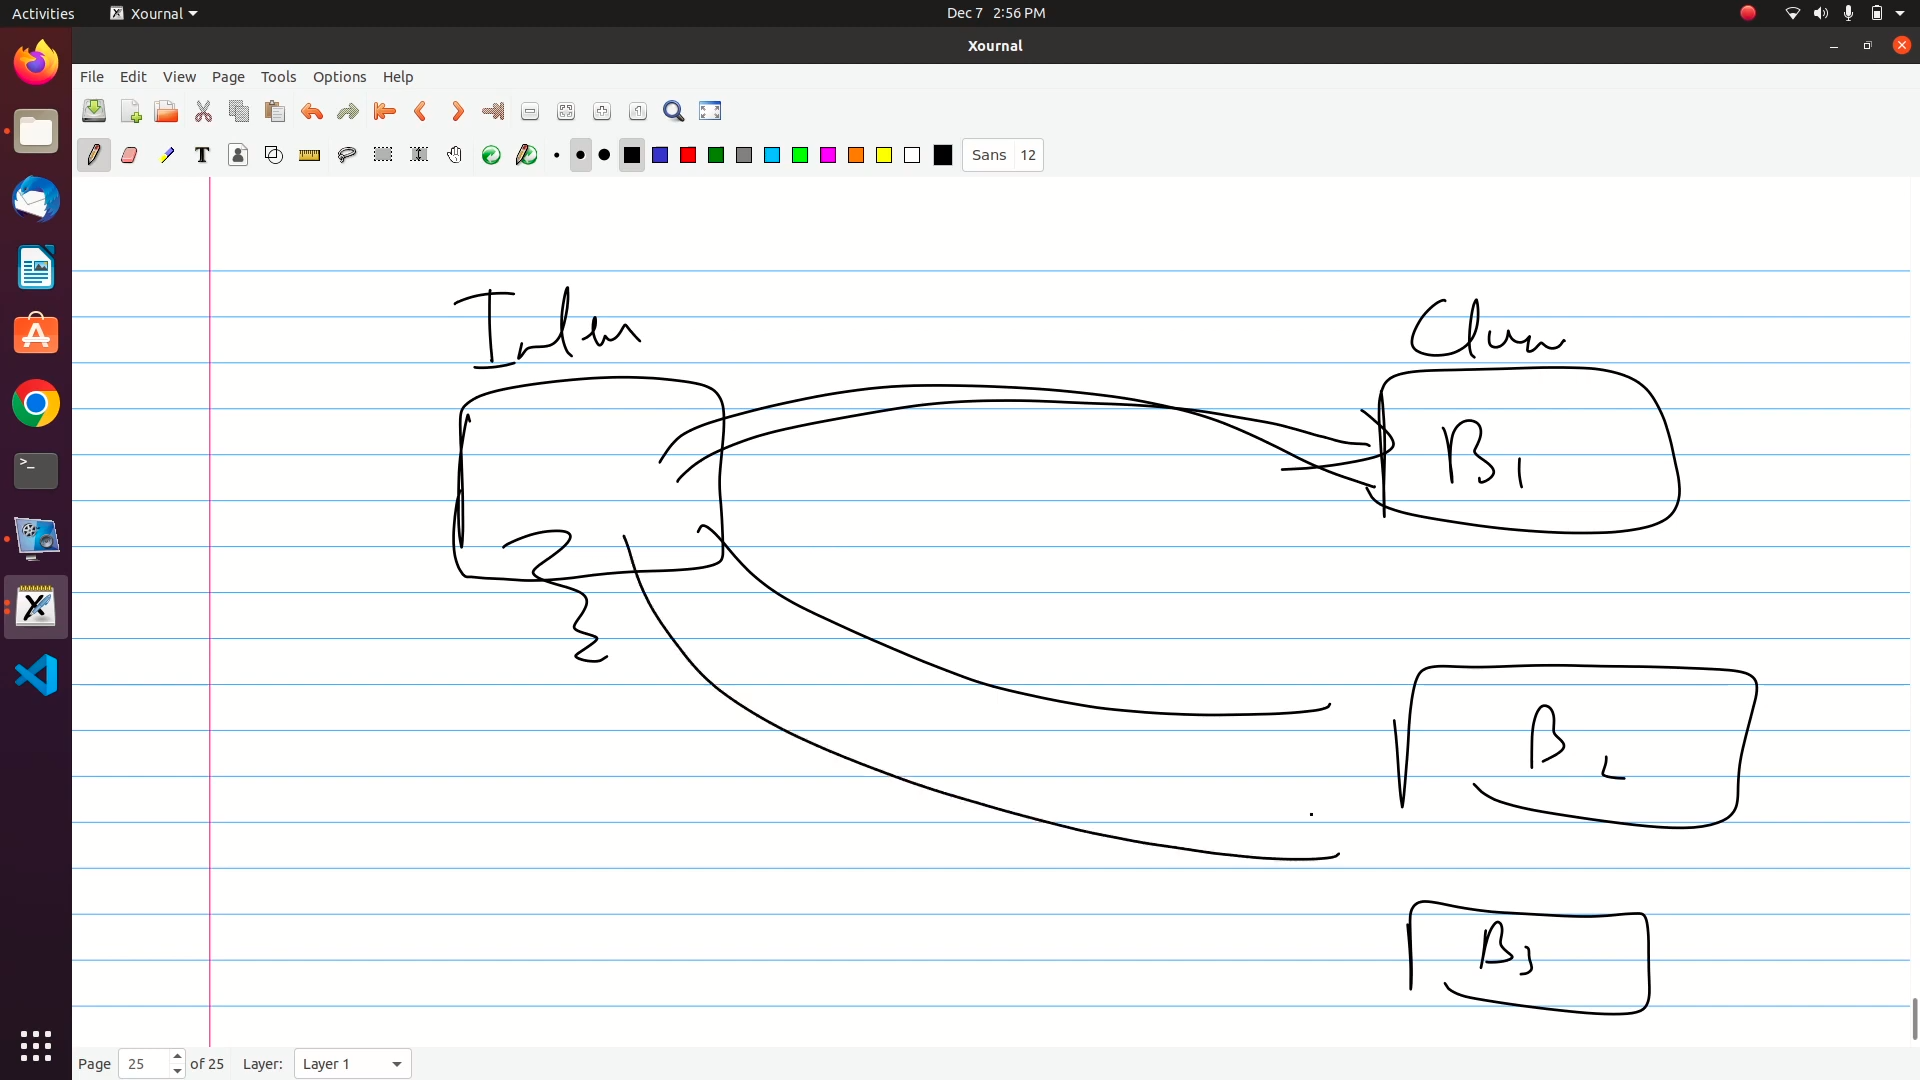 Activities Xournal Dec 7 2:56 PM
Xournal
File Edit View Page Tools Options Help
T Sans 12
B1
B2
B3
Page 25 of 25 Layer: Layer 1